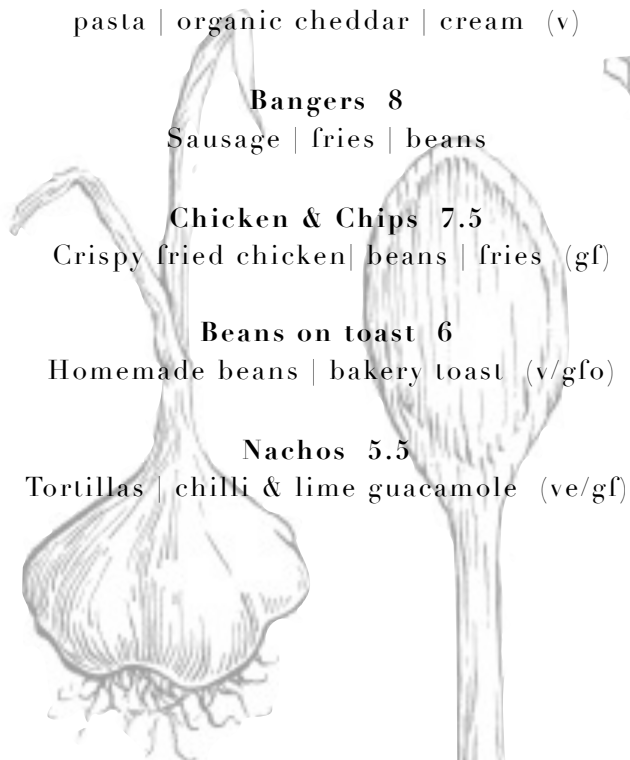 pasta | organic cheddar | cream (v)
Bangers 8
Sausage | fries | beans
Chicken & Chips 7.5
Crispy fried chicken| beans | fries (gf)
Beans on toast 6
Homemade beans | bakery toast (v/gfo)
Nachos 5.5
Tortillas | chilli & lime guacamole (ve/gf)